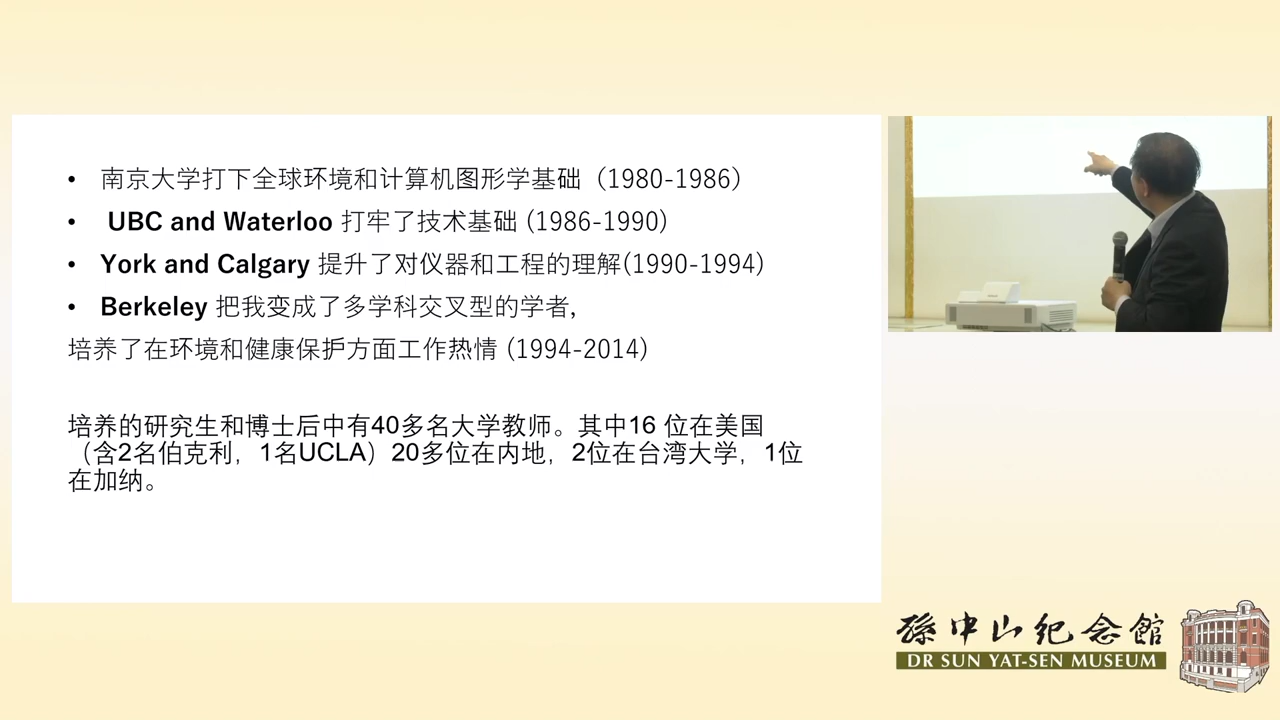 • 南京大学打下全球环境和计算机图形学基础（1980-1986）
• UBC and Waterloo 打牢了技术基础 (1986-1990)
• York and Calgary 提升了对仪器和工程的理解(1990-1994)
• Berkeley 把我变成了多学科交叉型的学者,
培养了在环境和健康保护方面工作热情 (1994-2014)
培养的研究生和博士后中有40多名大学教师。其中16 位在美国
（含2名伯克利，1名UCLA）20多位在内地，2位在台湾大学，1位
在加纳。
孫中山紀念館
DR SUN YAT-SEN MUSEUM